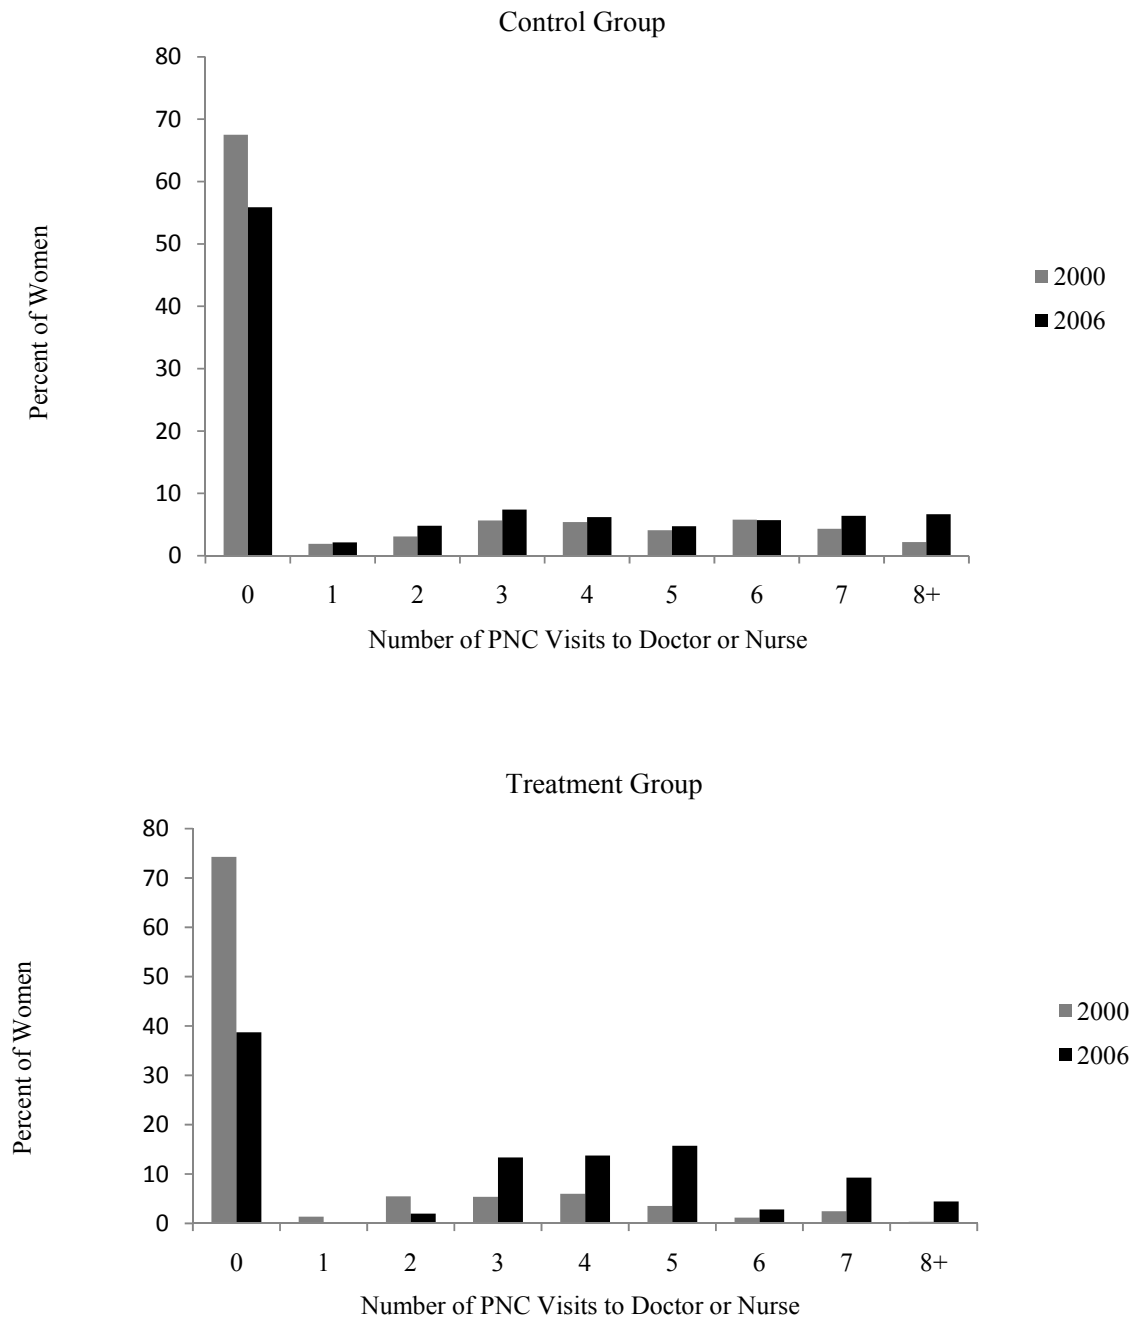 Control Group
80
70
60
50
40
30
20
10
0
Percent of Women
0 1 2 3 4 5 6 7 8+
Number of PNC Visits to Doctor or Nurse
2000
2006
Treatment Group
80
70
60
50
40
30
20
10
0
Percent of Women
0 1 2 3 4 5 6 7 8+
Number of PNC Visits to Doctor or Nurse
2000
2006